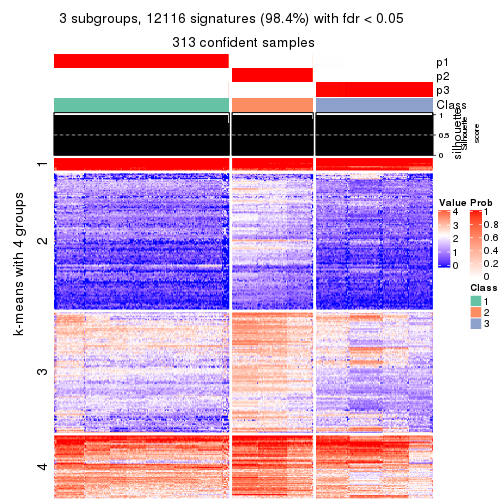 3 subgroups, 12116 signatures (98.4%) with fdr < 0.05
313 confident samples
p1
p2
p3
Class
1
0.5
0
silhouette
Silhouette
score
k-means with 4 groups
1
2
3
4
Value
4
3
2
1
0
Prob
1
0.8
0.6
0.4
0.2
0
Class
1
2
3